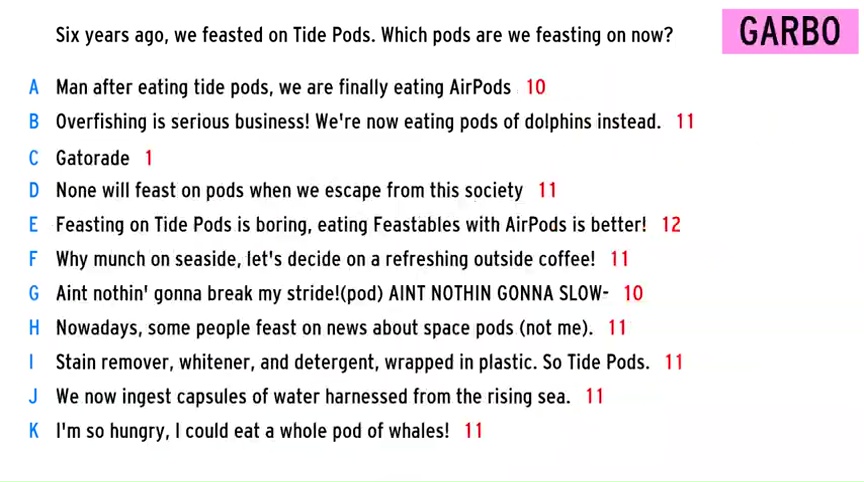 Six years ago, we feasted on Tide Pods. Which pods are we feasting on now?
GARBO
A Man after eating tide pods, we are finally eating AirPods 10
B Overfishing is serious business! We're now eating pods of dolphins instead. 11
C Gatorade 1
D None will feast on pods when we escape from this society 11
E Feasting on Tide Pods is boring, eating Feastables with AirPods is better! 12
F Why munch on seaside, let's decide on a refreshing outside coffee! 11
G Aint nothin' gonna break my stride!(pod) AINT NOTHIN GONNA SLOW- 10
H Nowadays, some people feast on news about space pods (not me). 11
I Stain remover, whitener, and detergent, wrapped in plastic. So Tide Pods. 11
J We now ingest capsules of water harnessed from the rising sea. 11
K I'm so hungry, I could eat a whole pod of whales! 11